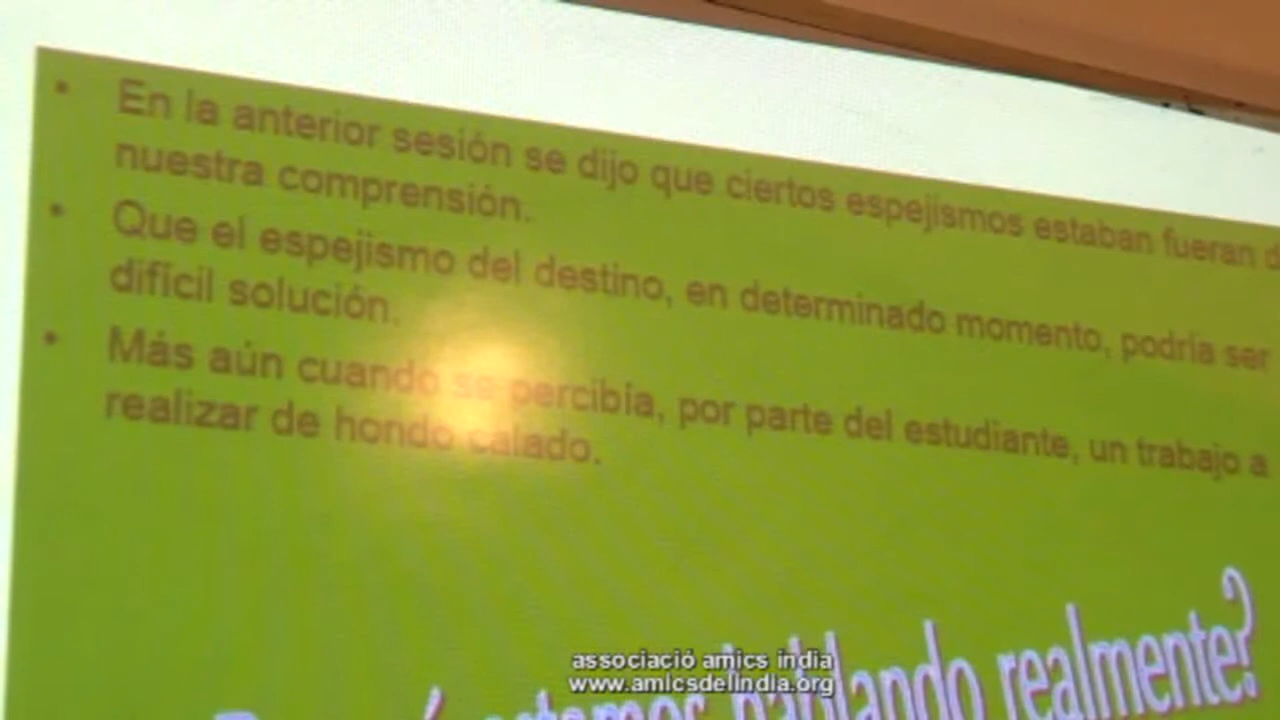 • En la anterior sesión se dijo que ciertos espejismos estaban fueran d
nuestra comprensión.
• Que el espejismo del destino, en determinado momento, podría ser
difícil solución.
• Más aún cuando se percibía, por parte del estudiante, un trabajo a
realizar de hondo calado.
estamos hablando realmente?
associació amics india
www.amicsdelindia.org